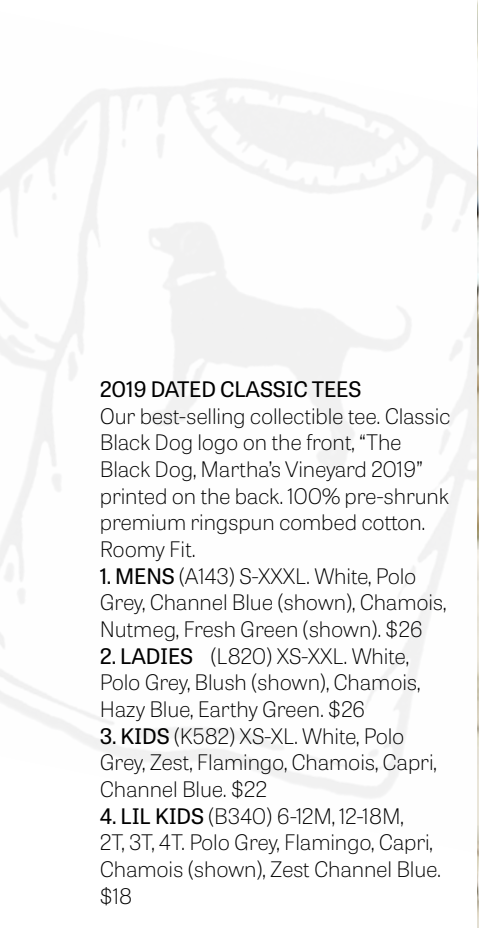 2019 DATED CLASSIC TEES
Our best-selling collectible tee. Classic
Black Dog logo on the front, “The
Black Dog, Martha’s Vineyard 2019”
printed on the back. 100% pre-shrunk
premium ringspun combed cotton.
Roomy Fit.
1. MENS (A143) S-XXXL. White, Polo
Grey, Channel Blue (shown), Chamois,
Nutmeg, Fresh Green (shown). $26
2. LADIES (L820) XS-XXL. White,
Polo Grey, Blush (shown), Chamois,
Hazy Blue, Earthy Green. $26
3. KIDS (K582) XS-XL. White, Polo
Grey, Zest, Flamingo, Chamois, Capri,
Channel Blue. $22
4. LIL KIDS (B340) 6-12M, 12-18M,
2T, 3T, 4T. Polo Grey, Flamingo, Capri,
Chamois (shown), Zest Channel Blue.
$18